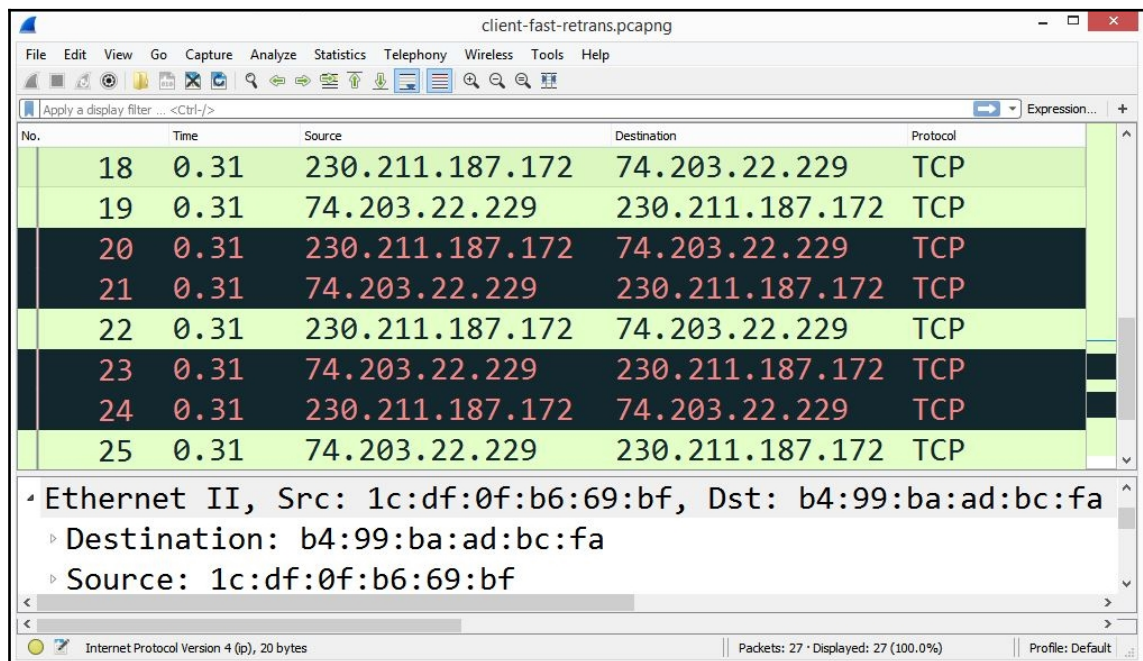 client-fast-retrans.pcapng
File Edit View Go Capture Analyze Statistics Telephony Wireless Tools Help
Apply a display filter ... <Ctrl-/> Expression... +
No. Time Source Destination Protocol
18 0.31 230.211.187.172 74.203.22.229 TCP
19 0.31 74.203.22.229 230.211.187.172 TCP
20 0.31 230.211.187.172 74.203.22.229 TCP
21 0.31 74.203.22.229 230.211.187.172 TCP
22 0.31 230.211.187.172 74.203.22.229 TCP
23 0.31 74.203.22.229 230.211.187.172 TCP
24 0.31 230.211.187.172 74.203.22.229 TCP
25 0.31 74.203.22.229 230.211.187.172 TCP
Ethernet II, Src: 1c:df:0f:b6:69:bf, Dst: b4:99:ba:ad:bc:fa
Destination: b4:99:ba:ad:bc:fa
Source: 1c:df:0f:b6:69:bf
Internet Protocol Version 4 (ip), 20 bytes Packets: 27 · Displayed: 27 (100.0%) Profile: Default